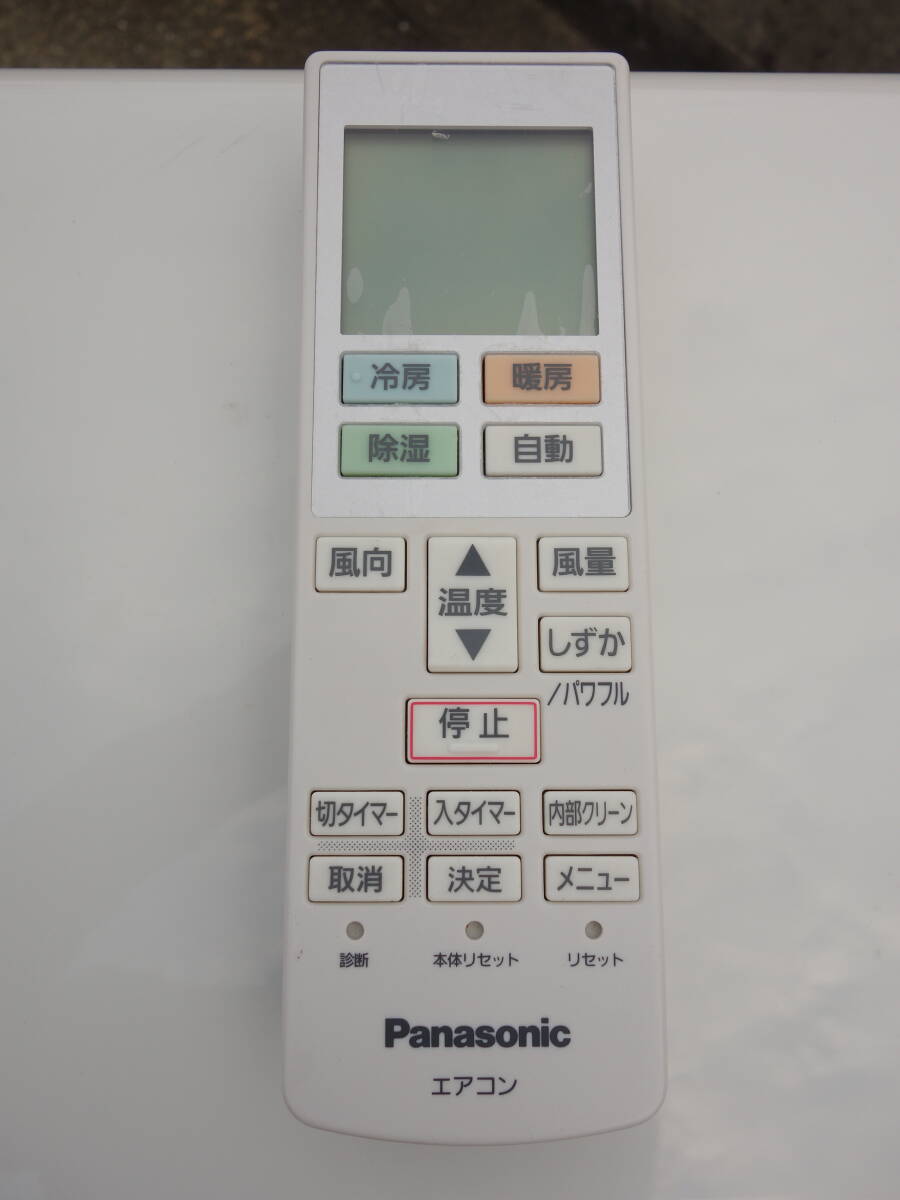 冷房 暖房
除湿 自動
風向 ▲ 風量
温度
▼ しずか
/パワフル
停止
切タイマー 入タイマー 内部クリーン
取消 決定 メニュー
診断 本体リセット リセット
Panasonic
エアコン